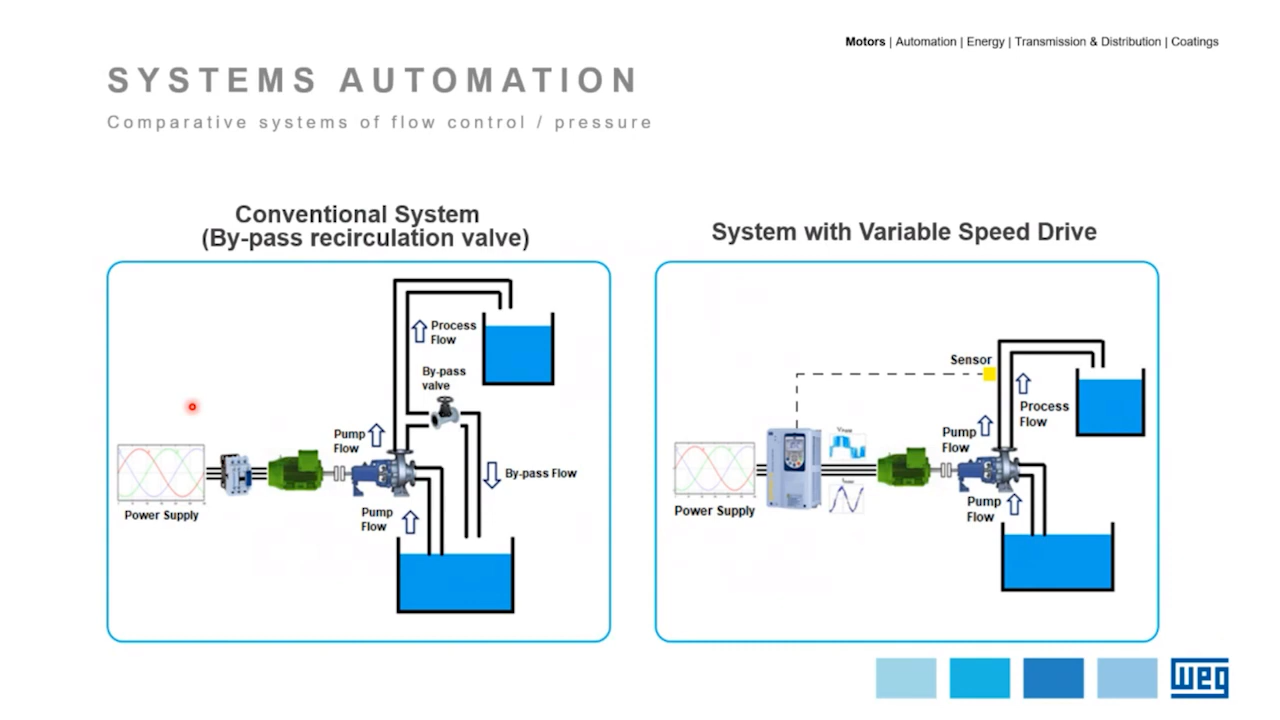 Motors | Automation | Energy | Transmission & Distribution | Coatings
SYSTEMS AUTOMATION
Comparative systems of flow control / pressure
Conventional System
(By-pass recirculation valve)
Process
Flow
By-pass
valve
Pump
Flow
By-pass Flow
Power Supply
Pump
Flow
System with Variable Speed Drive
Sensor
Process
Flow
Pump
Flow
Power Supply
Pump
Flow
weg